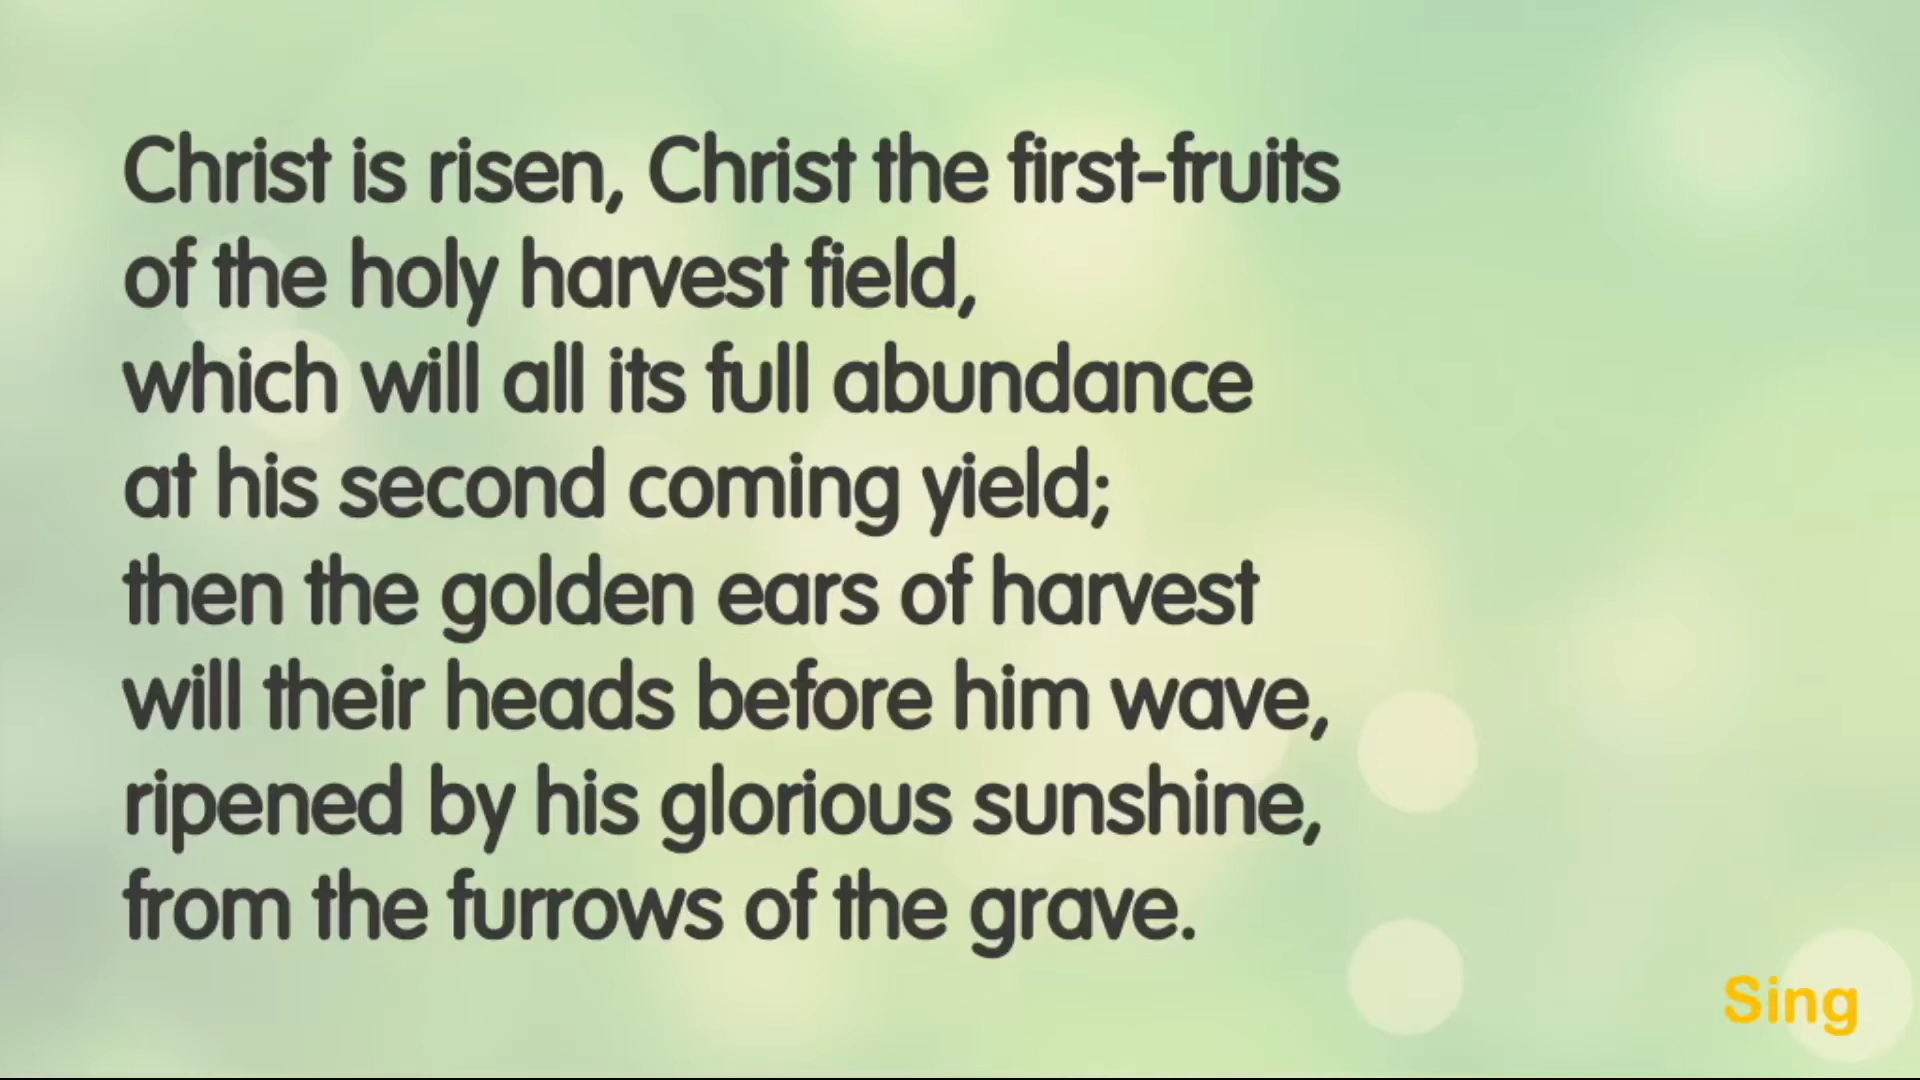 Christ is risen, Christ the first-fruits
of the holy harvest field,
which will all its full abundance
at his second coming yield;
then the golden ears of harvest
will their heads before him wave,
ripened by his glorious sunshine,
from the furrows of the grave.
Sing